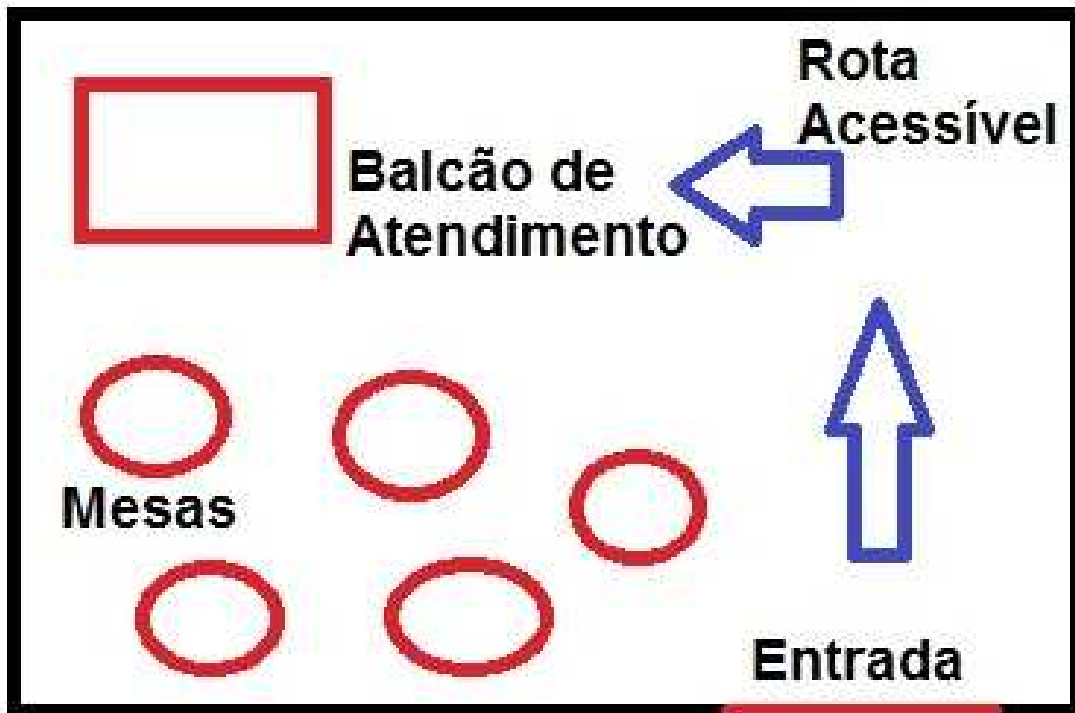 Rota
Acessível
Balcão de
Atendimento
Mesas
Entrada